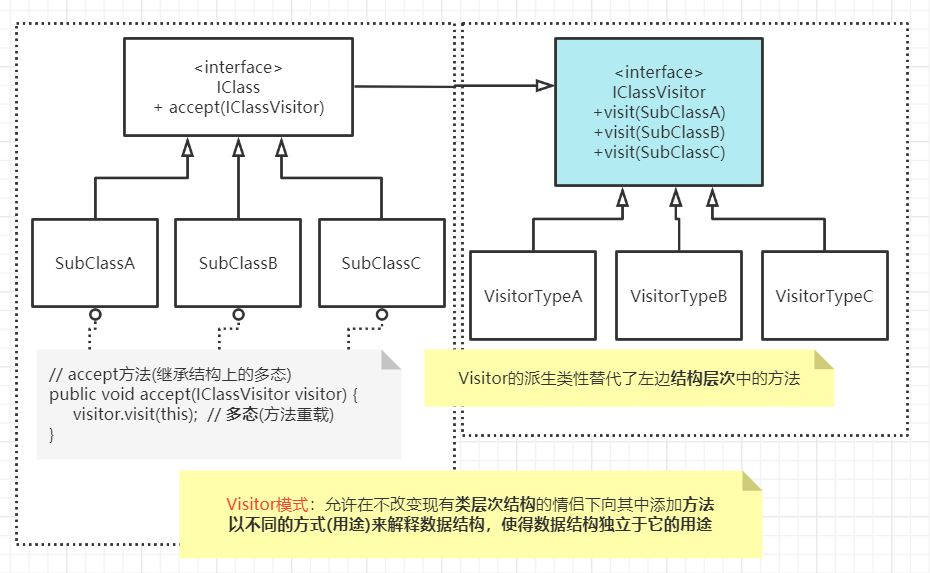 <interface>
IClass
+ accept(IClassVisitor)
<interface>
IClassVisitor
+visit(SubClassA)
+visit(SubClassB)
+visit(SubClassC)
SubClassA
SubClassB
SubClassC
VisitorTypeA
VisitorTypeB
VisitorTypeC
// accept方法(继承结构上的多态)
public void accept(IClassVisitor visitor) {
visitor.visit(this); // 多态(方法重载)
}
Visitor的派生类性替代了左边结构层次中的方法
Visitor模式：允许在不改变现有类层次结构的情侣下向其中添加方法
以不同的方式(用途)来解释数据结构，使得数据结构独立于它的用途